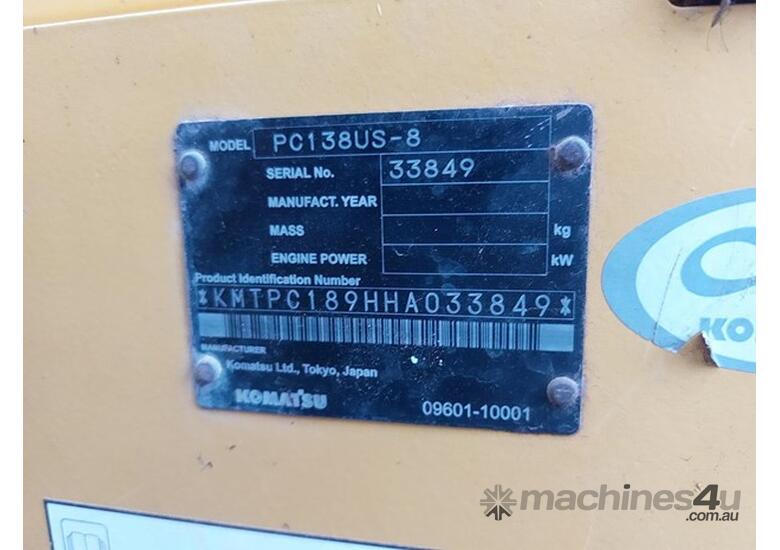 MODEL PC138US-8
SERIAL No. 33849
MANUFACT. YEAR
MASS kg
ENGINE POWER kW
Product Identification Number
*KMTPC189HHA033849*
MANUFACTURER
Komatsu Ltd., Tokyo, Japan
KOMATSU 09601-10001
KO
machines4u
.com.au